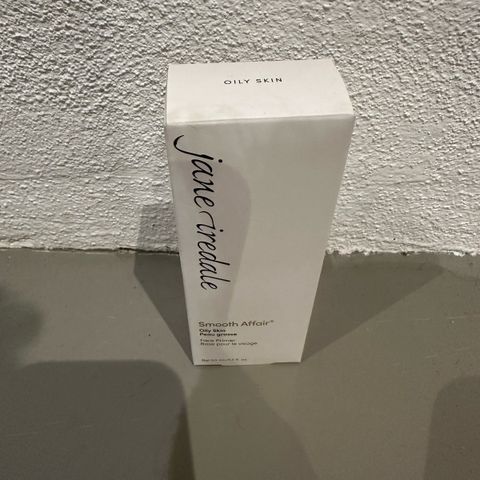 OILY SKIN
jane iredale
Smooth Affair®
Oily Skin
Peau grasse
Face Primer
Base pour le visage